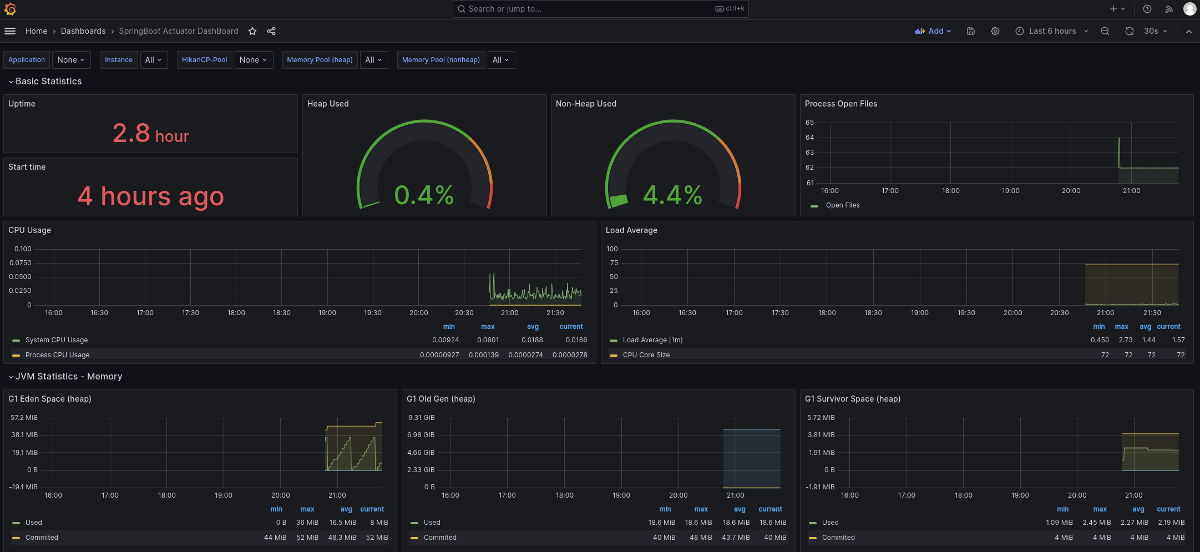 Search or jump to... ctrl+k
Home > Dashboards > SpringBoot Actuator DashBoard Add Last 6 hours 30s
Application None Instance All HikariCP-Pool None Memory Pool (heap) All Memory Pool (nonheap) All
Basic Statistics
Uptime
2.8 hour
Start time
4 hours ago
Heap Used
0.4%
Non-Heap Used
4.4%
Process Open Files
65
64
63
62
61
16:00 17:00 18:00 19:00 20:00 21:00
Open Files
CPU Usage
0.100
0.0750
0.0500
0.0250
0
16:00 16:30 17:00 17:30 18:00 18:30 19:00 19:30 20:00 20:30 21:00 21:30
min max avg current
System CPU Usage 0.00924 0.0601 0.0188 0.0166
Process CPU Usage 0.00000927 0.000139 0.0000274 0.0000278
Load Average
100
75
50
25
0
16:00 16:30 17:00 17:30 18:00 18:30 19:00 19:30 20:00 20:30 21:00 21:30
min max avg current
Load Average [1m] 0.450 2.73 1.44 1.57
CPU Core Size 72 72 72 72
JVM Statistics - Memory
G1 Eden Space (heap)
57.2 MiB
38.1 MiB
19.1 MiB
0 B
-19.1 MiB
16:00 17:00 18:00 19:00 20:00 21:00
min max avg current
Used 0 B 36 MiB 16.5 MiB 8 MiB
Commited 44 MiB 52 MiB 48.3 MiB 52 MiB
G1 Old Gen (heap)
9.31 GiB
6.98 GiB
4.66 GiB
2.33 GiB
0 B
16:00 17:00 18:00 19:00 20:00 21:00
min max avg current
Used 18.6 MiB 18.6 MiB 18.6 MiB 18.6 MiB
Commited 40 MiB 48 MiB 43.7 MiB 40 MiB
G1 Survivor Space (heap)
5.72 MiB
3.81 MiB
1.91 MiB
0 B
-1.91 MiB
16:00 17:00 18:00 19:00 20:00 21:00
min max avg current
Used 1.09 MiB 2.45 MiB 2.27 MiB 2.19 MiB
Commited 4 MiB 4 MiB 4 MiB 4 MiB